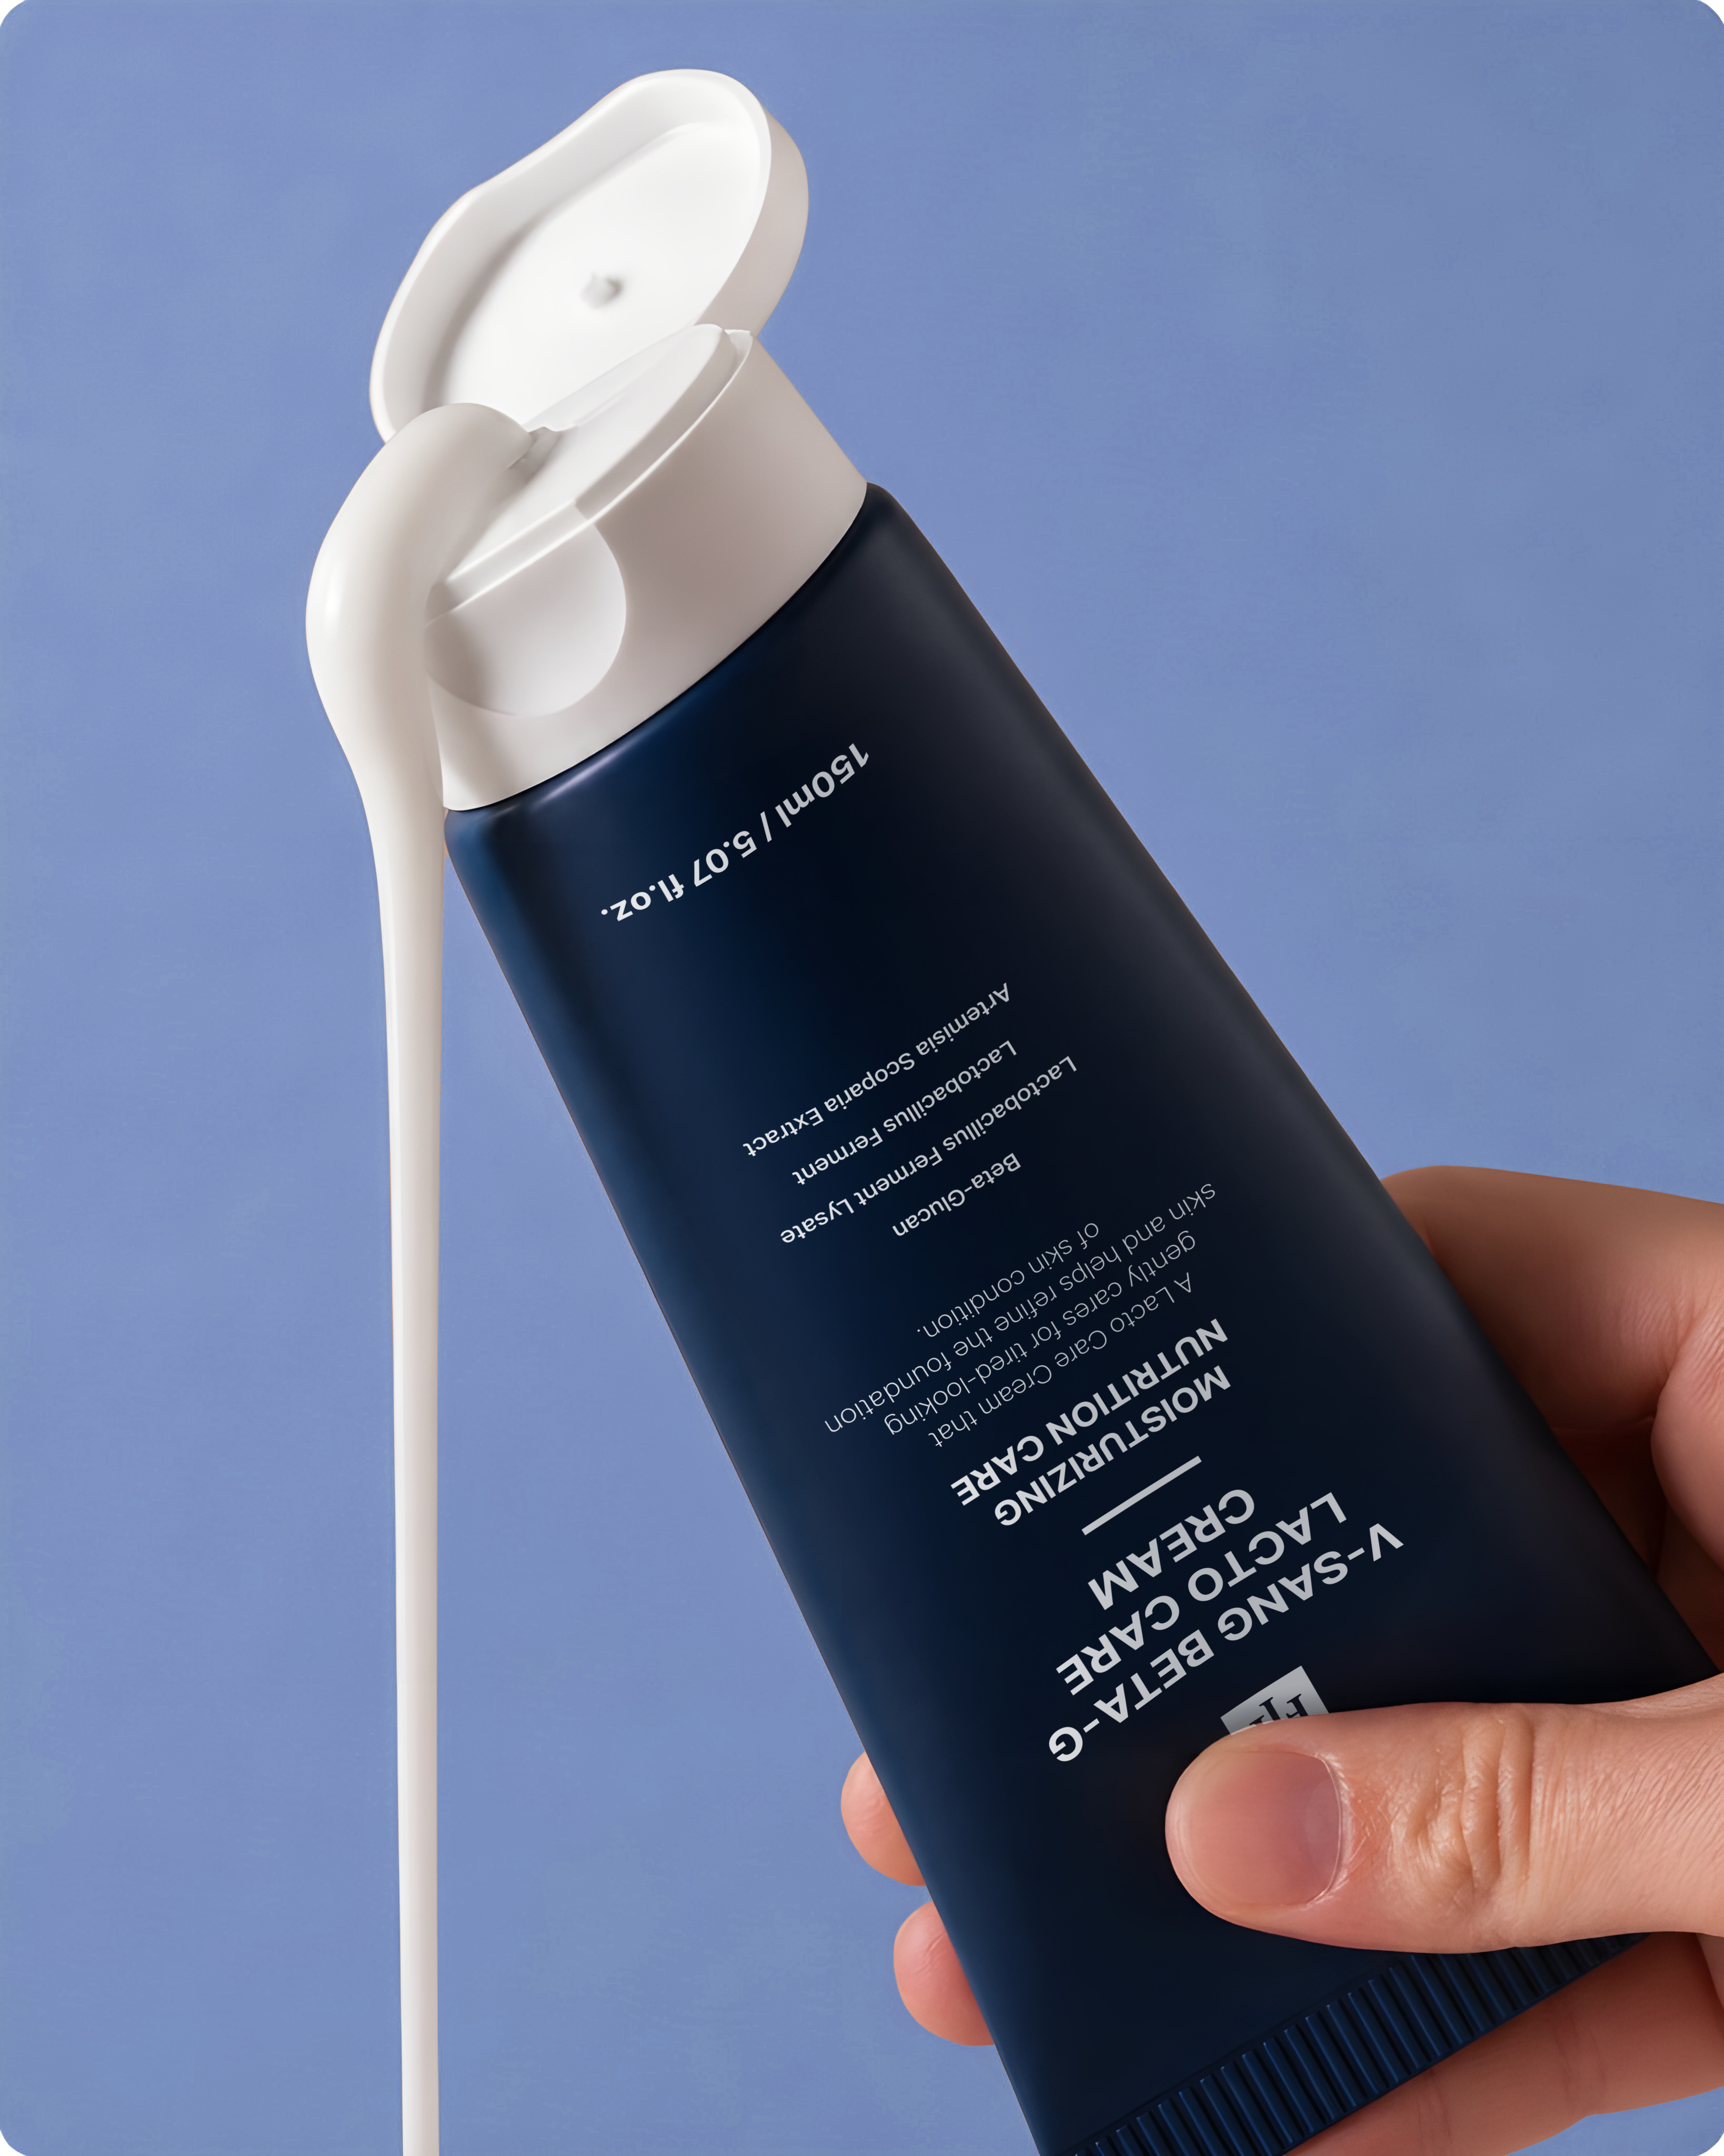 V-SANG BETA-G
LACTO CARE
CREAM
MOISTURIZING
NUTRITION CARE
A Lacto Care Cream that
gently cares for tired-looking
skin and helps refine the foundation
of skin condition.
Beta-Glucan
Lactobacillus Ferment Lysate
Lactobacillus Ferment
Artemisia Scoparia Extract
150ml / 5.07 fl.oz.